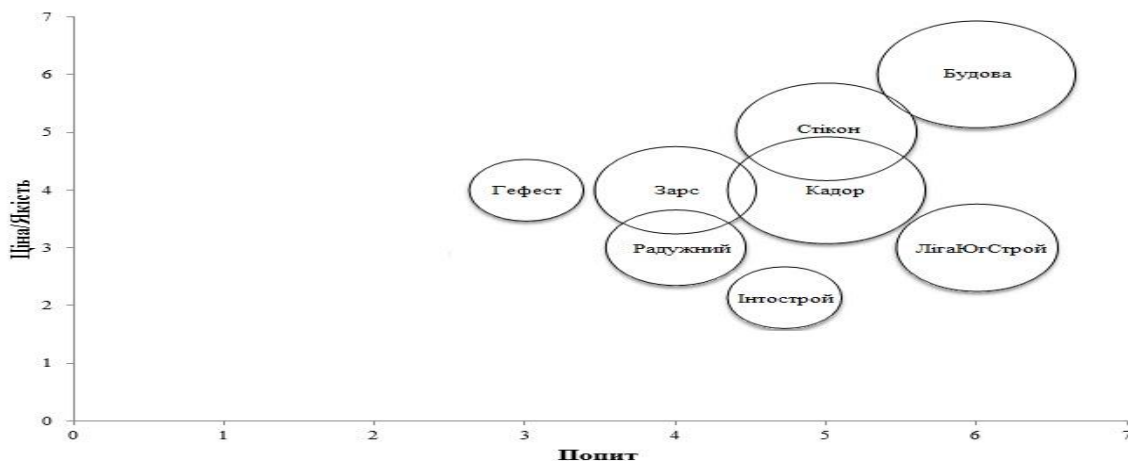 7
6
5
4
3
2
1
0
Ціна/Якість
Будова
Стікон
Гефест
Зарс
Кадор
Радужний
ЛігаЮгСтрой
Інтострой
0 1 2 3 4 5 6 7
Попит